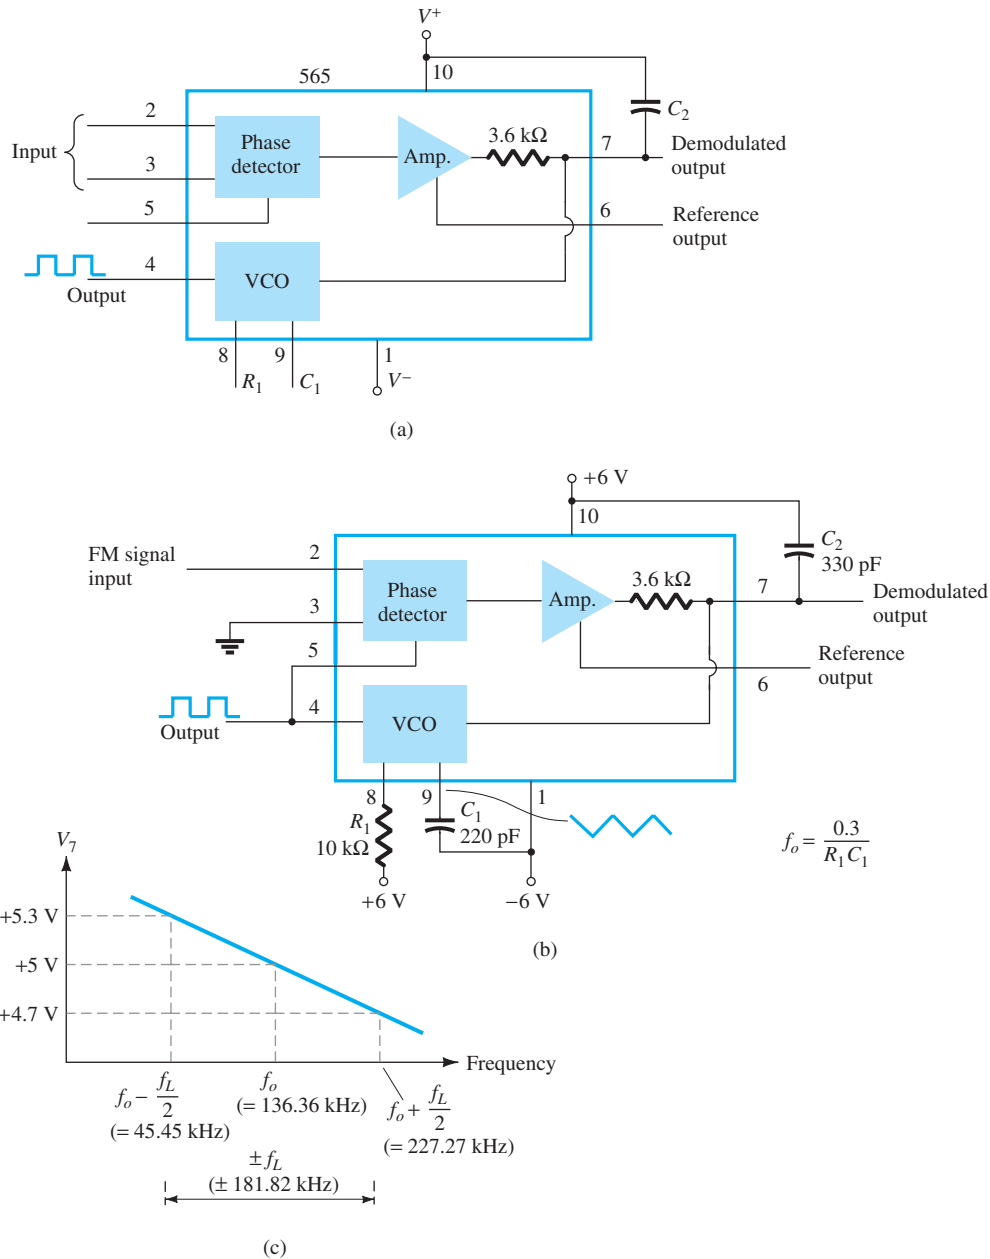 V⁺
10
565
2
Input
3
5
4
Output
Phase
detector
Amp.
3.6 kΩ
7
C₂
Demodulated
output
6
Reference
output
VCO
8
9
1
R₁
C₁
V⁻
(a)
+6 V
10
FM signal
input
2
3
5
4
Output
Phase
detector
Amp.
3.6 kΩ
7
C₂
330 pF
Demodulated
output
Reference
output
6
VCO
8
9
1
R₁
10 kΩ
C₁
220 pF
+6 V
−6 V
fₒ = 0.3 / R₁C₁
(b)
V₇
+5.3 V
+5 V
+4.7 V
Frequency
fₒ − f_L / 2
(= 45.45 kHz)
fₒ
(= 136.36 kHz)
fₒ + f_L / 2
(= 227.27 kHz)
±f_L
(± 181.82 kHz)
(c)